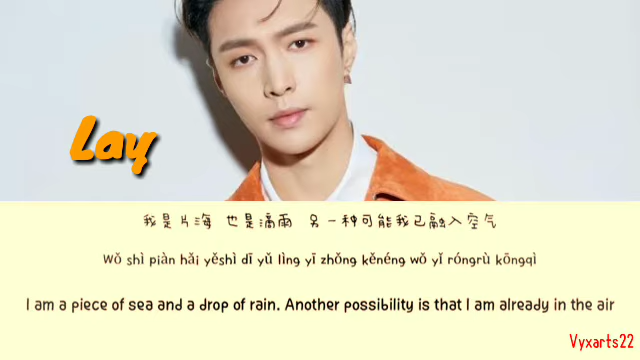 Lay
我是片海 也是滴雨 另一种可能我已融入空气
Wǒ shì piàn hǎi yěshì dī yǔ lìng yī zhǒng kěnéng wǒ yǐ róngrù kōngqì
I am a piece of sea and a drop of rain. Another possibility is that I am already in the air
Vyxarts22